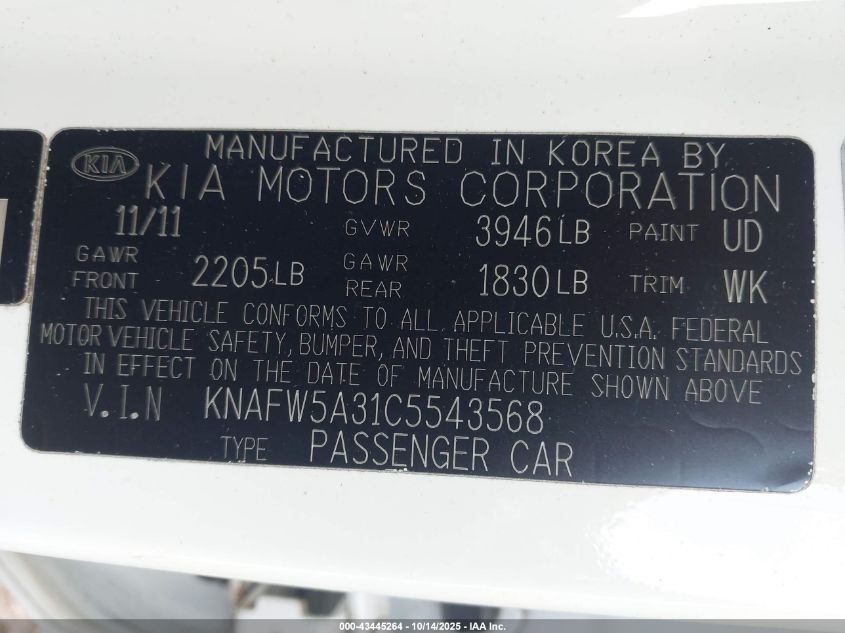 MANUFACTURED IN KOREA BY
KIA KIA MOTORS CORPORATION
11/11 GVWR 3946LB PAINT UD
GAWR FRONT 2205LB GAWR REAR 1830LB TRIM WK
THIS VEHICLE CONFORMS TO ALL APPLICABLE U.S.A. FEDERAL
MOTOR VEHICLE SAFETY, BUMPER, AND THEFT PREVENTION STANDARDS
IN EFFECT ON THE DATE OF MANUFACTURE SHOWN ABOVE
V.I.N KNAFW5A31C5543568
TYPE PASSENGER CAR
000-43445264 - 10/14/2025 - IAA Inc.